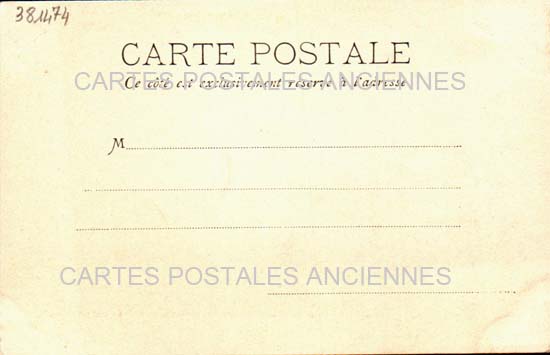 381474
CARTE POSTALE
CARTES POSTALES ANCIENNES
Ce côté est exclusivement réservé à l'adresse
M
CARTES POSTALES ANCIENNES